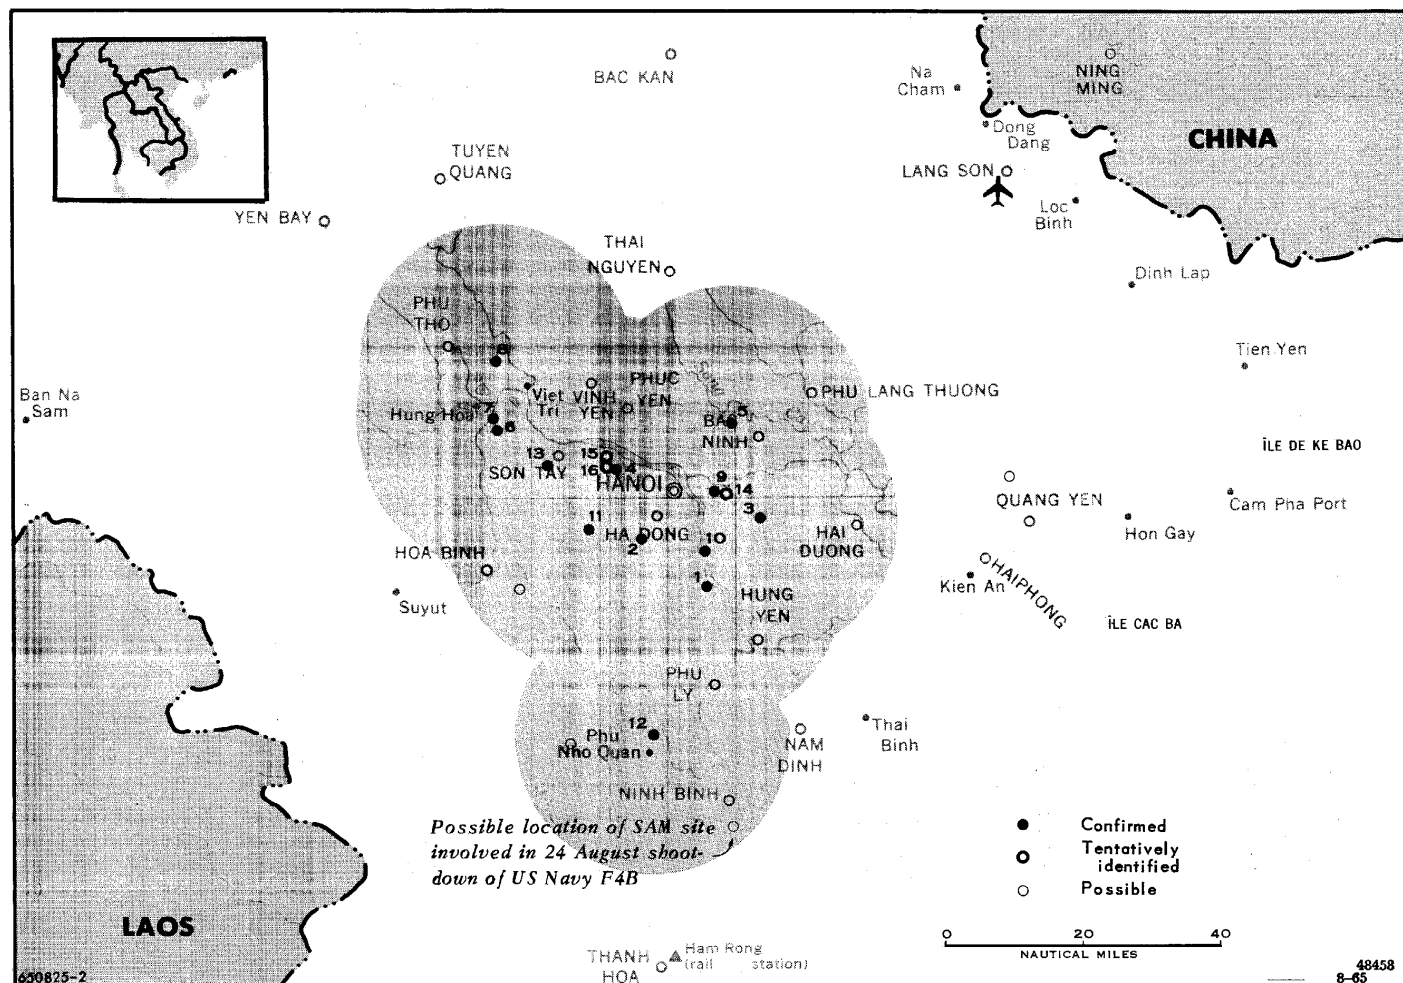 BAC KAN
Na
Cham
NING
MING
CHINA
Dong
Dang
TUYEN
QUANG
LANG SON
YEN BAY
Loc
Binh
THAI
NGUYEN
Dinh Lap
PHU
THO
8
Tien Yen
Ban Na
Sam
Hung Hoa
7
Viet
Tri
VINH
YEN
PHUC
YEN
PHU LANG THUONG
BAC
NINH
5
6
ÎLE DE KE BAO
13
SON TAY
15
16
4
HANOI
9
14
QUANG YEN
Cam Pha Port
11
3
HA DONG
2
10
HAI
DUONG
Hon Gay
HOA BINH
Suyut
1
HUNG
YEN
Kien An
HAIPHONG
ÎLE CAC BA
PHU
LY
12
Phu
Nho Quan
NAM
DINH
Thai
Binh
NINH BINH
Possible location of SAM site
involved in 24 August shoot-
down of US Navy F4B
Confirmed
Tentatively
identified
Possible
LAOS
0 20 40
NAUTICAL MILES
THANH
HOA
Ham Rong
(rail station)
650825-2
48458
8-65